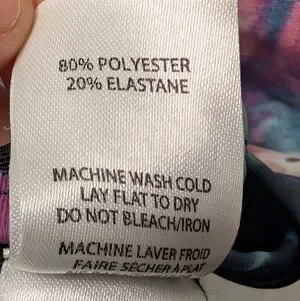 80% POLYESTER
20% ELASTANE
MACHINE WASH COLD
LAY FLAT TO DRY
DO NOT BLEACH/IRON
MACHINE LAVER FROID
FAIRE SÉCHER À PLAT